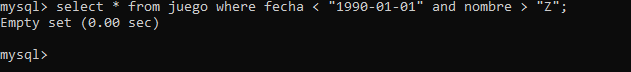 mysql> select * from juego where fecha < "1990-01-01" and nombre > "Z";
Empty set (0.00 sec)
mysql>